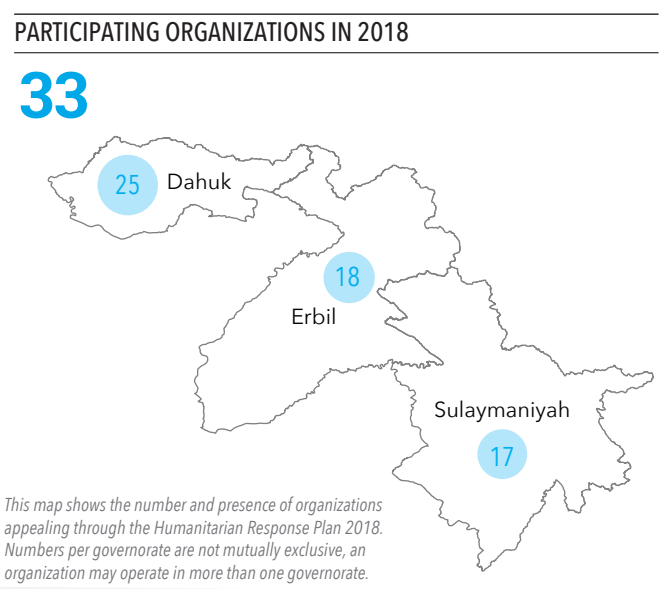 PARTICIPATING ORGANIZATIONS IN 2018
33
25
Dahuk
18
Erbil
Sulaymaniyah
17
This map shows the number and presence of organizations
appealing through the Humanitarian Response Plan 2018.
Numbers per governorate are not mutually exclusive, an
organization may operate in more than one governorate.